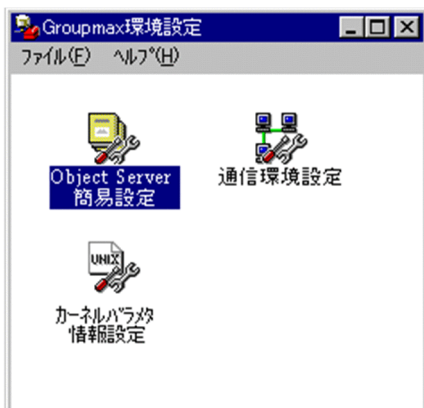 Groupmax環境設定
ファイル(F) ヘルプ(H)
Object Server
簡易設定
通信環境設定
UNIX
カーネルパラメタ
情報設定